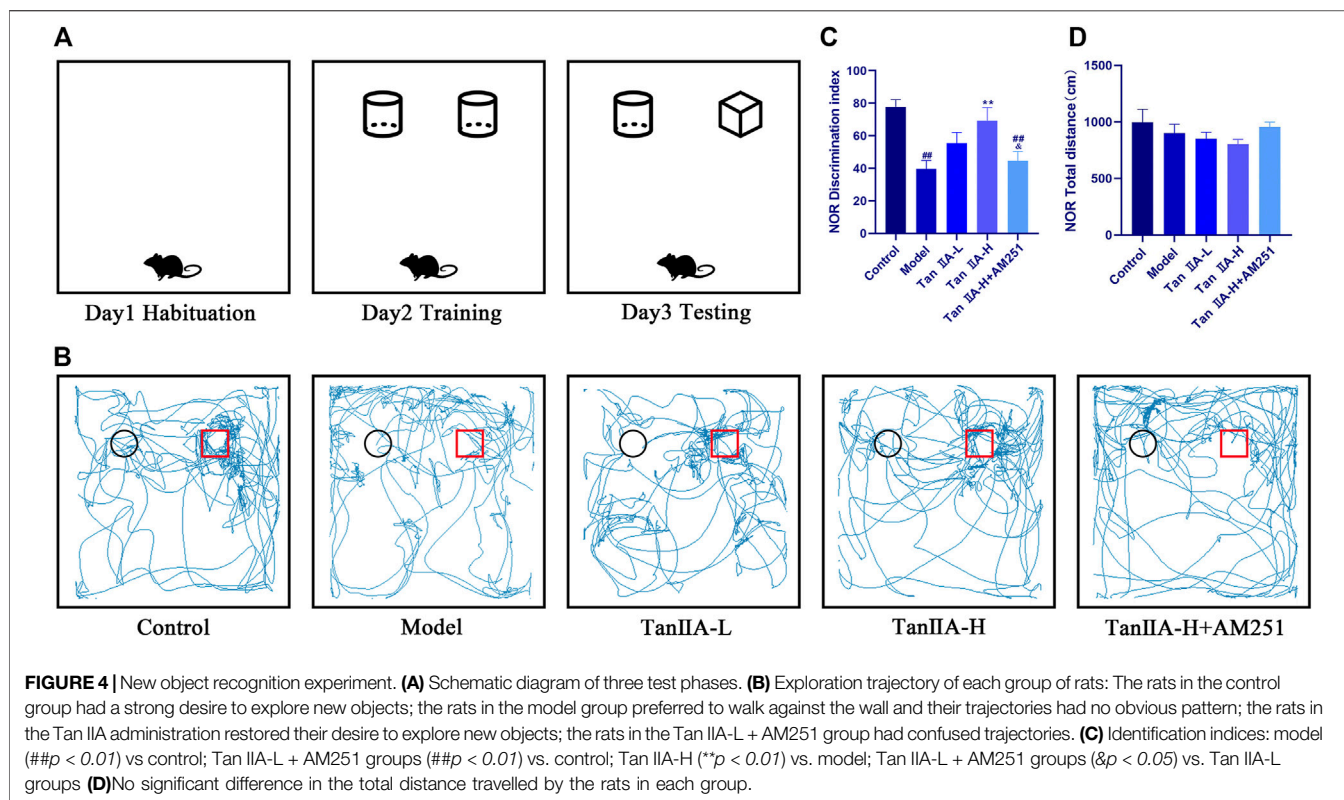 A
Day1 Habituation
Day2 Training
Day3 Testing
C
NOR Discrimination index
100
80
60
40
20
0
##
**
##
&
Control
Model
Tan IIA-L
Tan IIA-H
Tan IIA-H+AM251
D
NOR Total distance (cm)
1500
1000
500
0
Control
Model
Tan IIA-L
Tan IIA-H
Tan IIA-H+AM251
B
Control
Model
TanIIA-L
TanIIA-H
TanIIA-H+AM251
FIGURE 4 | New object recognition experiment. (A) Schematic diagram of three test phases. (B) Exploration trajectory of each group of rats: The rats in the control
group had a strong desire to explore new objects; the rats in the model group preferred to walk against the wall and their trajectories had no obvious pattern; the rats in
the Tan IIA administration restored their desire to explore new objects; the rats in the Tan IIA-L + AM251 group had confused trajectories. (C) Identification indices: model
(##p < 0.01) vs control; Tan IIA-L + AM251 groups (##p < 0.01) vs. control; Tan IIA-H (**p < 0.01) vs. model; Tan IIA-L + AM251 groups (&p < 0.05) vs. Tan IIA-L
groups (D)No significant difference in the total distance travelled by the rats in each group.